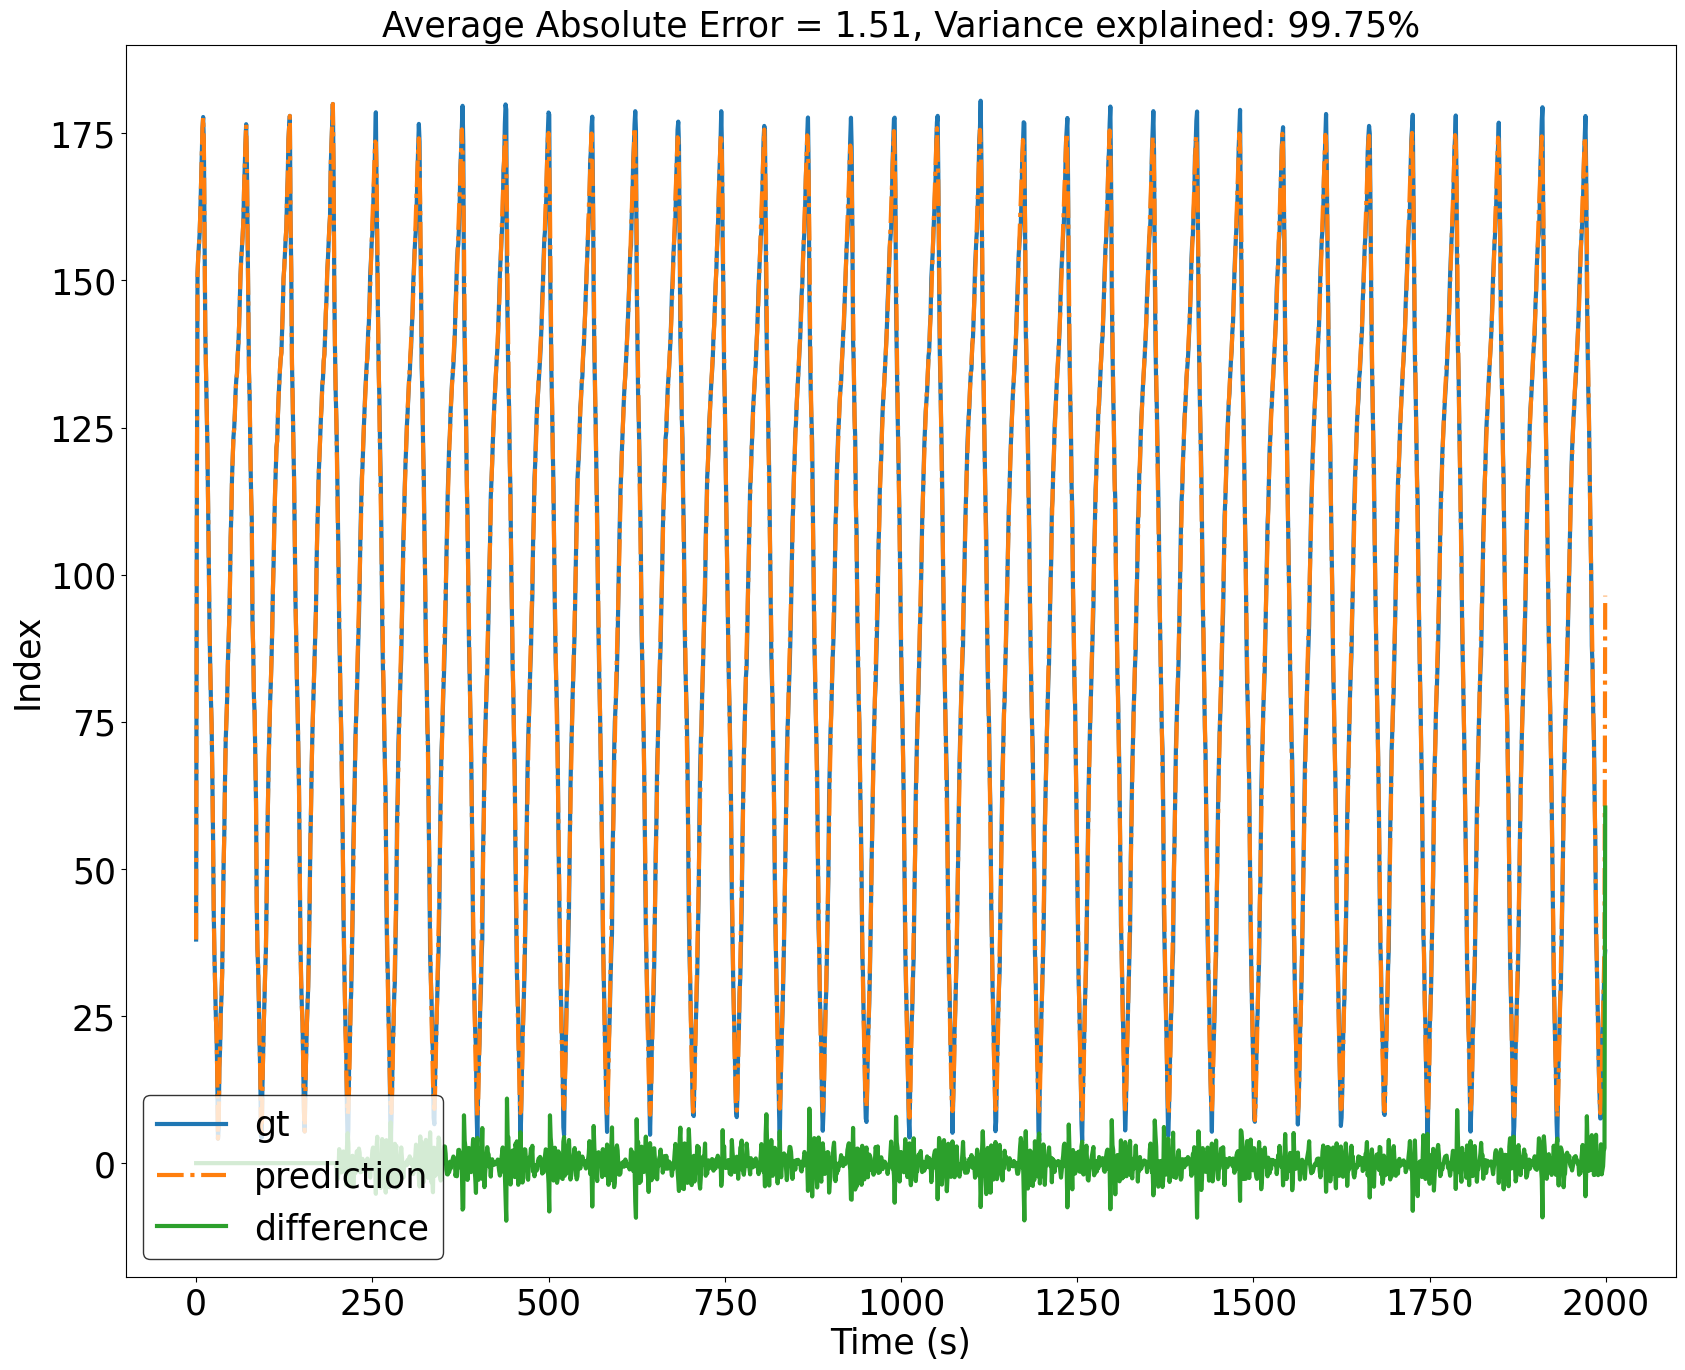 Average Absolute Error = 1.51, Variance explained: 99.75%
175
150
125
100
75
50
25
0
Index
gt
prediction
difference
0 250 500 750 1000 1250 1500 1750 2000
Time (s)